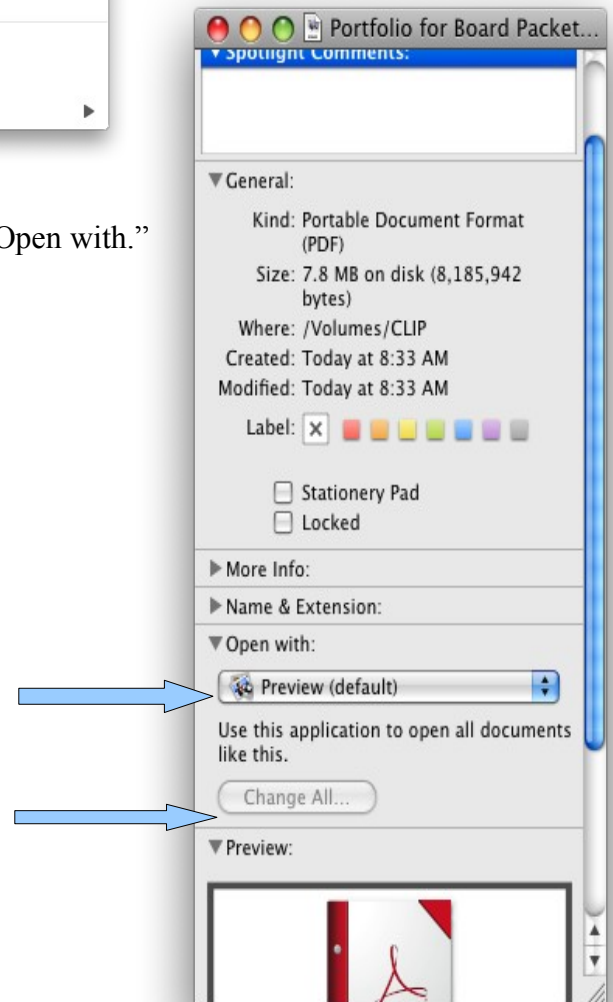 Portfolio for Board Packet...
Spotlight Comments:
General:
Kind: Portable Document Format
(PDF)
Open with.”
Size: 7.8 MB on disk (8,185,942
bytes)
Where: /Volumes/CLIP
Created: Today at 8:33 AM
Modified: Today at 8:33 AM
Label:
Stationery Pad
Locked
More Info:
Name & Extension:
Open with:
Preview (default)
Use this application to open all documents
like this.
Change All...
Preview: